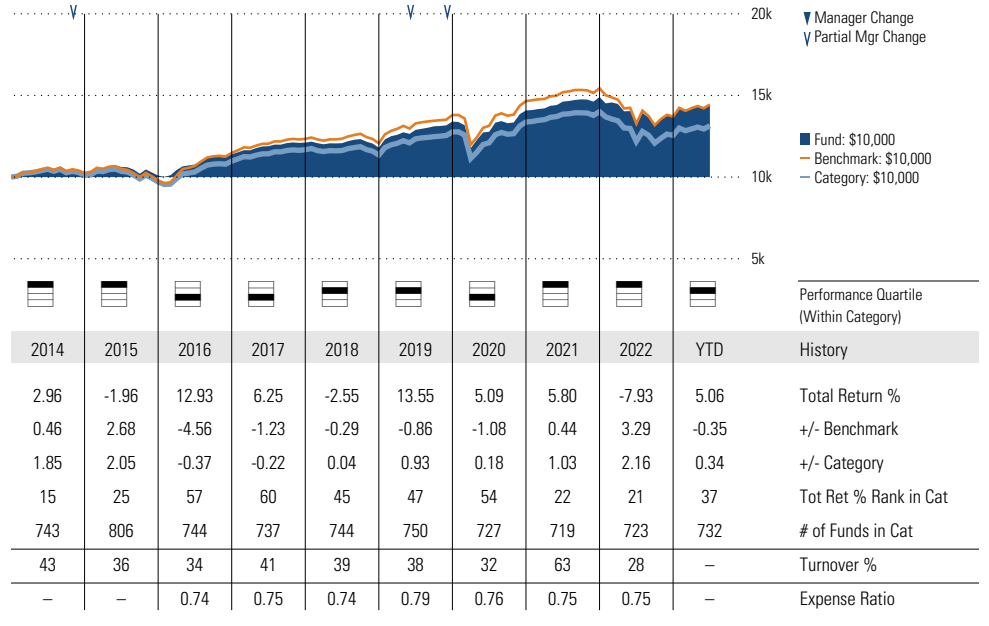 20k
15k
10k
5k
Manager Change
Partial Mgr Change
Fund: $10,000
Benchmark: $10,000
Category: $10,000
Performance Quartile
(Within Category)
2014 2015 2016 2017 2018 2019 2020 2021 2022 YTD History
2.96 -1.96 12.93 6.25 -2.55 13.55 5.09 5.80 -7.93 5.06 Total Return %
0.46 2.68 -4.56 -1.23 -0.29 -0.86 -1.08 0.44 3.29 -0.35 +/- Benchmark
1.85 2.05 -0.37 -0.22 0.04 0.93 0.18 1.03 2.16 0.34 +/- Category
15 25 57 60 45 47 54 22 21 37 Tot Ret % Rank in Cat
743 806 744 737 744 750 727 719 723 732 # of Funds in Cat
43 36 34 41 39 38 32 63 28 – Turnover %
– – 0.74 0.75 0.74 0.79 0.76 0.75 0.75 – Expense Ratio